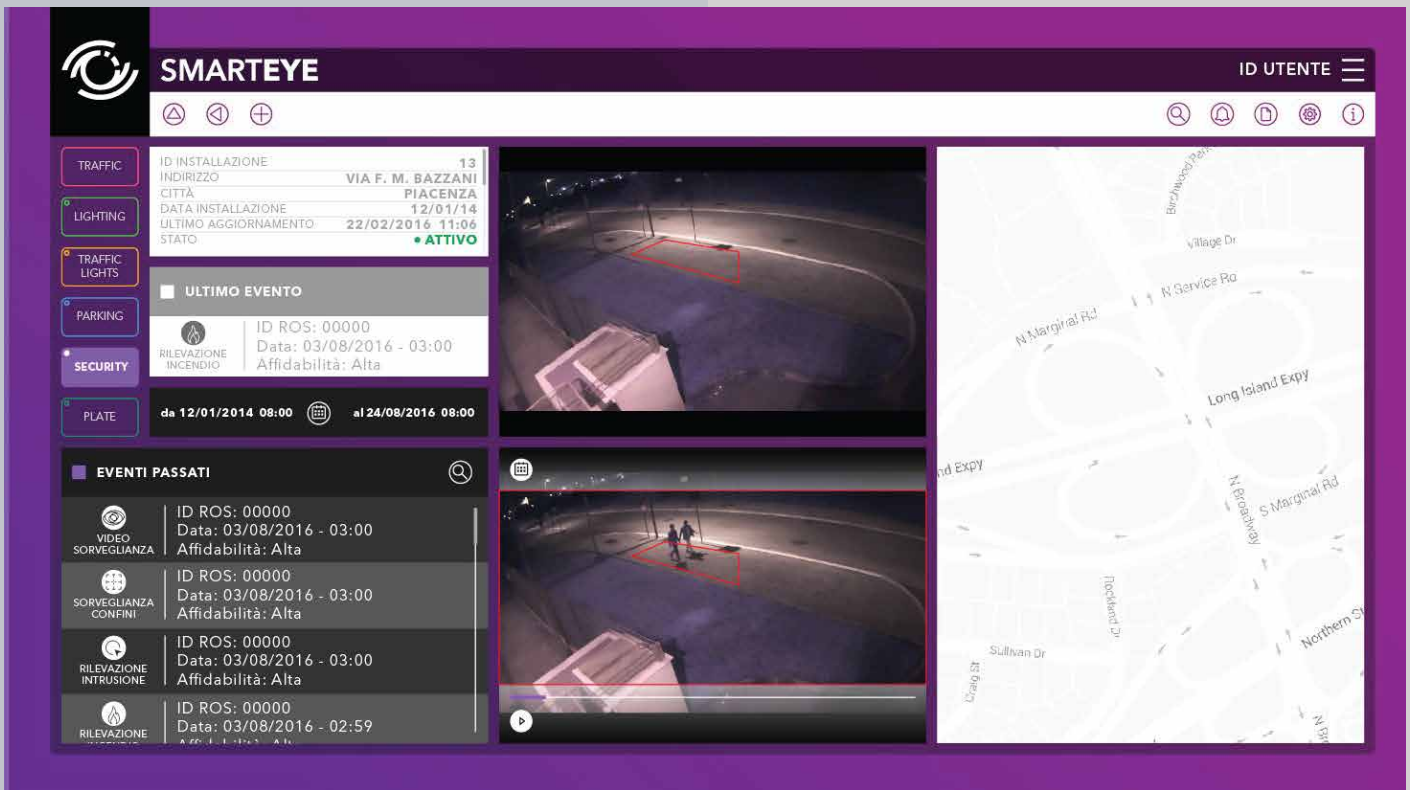 SMARTEYE
ID UTENTE
TRAFFIC
LIGHTING
TRAFFIC
LIGHTS
PARKING
SECURITY
PLATE
ID INSTALLAZIONE 13
INDIRIZZO VIA F. M. BAZZANI
CITTÀ PIACENZA
DATA INSTALLAZIONE 12/01/14
ULTIMO AGGIORNAMENTO 22/02/2016 11:06
STATO • ATTIVO
ULTIMO EVENTO
RILEVAZIONE
INCENDIO
ID ROS: 00000
Data: 03/08/2016 - 03:00
Affidabilità: Alta
da 12/01/2014 08:00 al 24/08/2016 08:00
EVENTI PASSATI
VIDEO
SORVEGLIANZA
ID ROS: 00000
Data: 03/08/2016 - 03:00
Affidabilità: Alta
SORVEGLIANZA
CONFINI
ID ROS: 00000
Data: 03/08/2016 - 03:00
Affidabilità: Alta
RILEVAZIONE
INTRUSIONE
ID ROS: 00000
Data: 03/08/2016 - 03:00
Affidabilità: Alta
RILEVAZIONE
ID ROS: 00000
Data: 03/08/2016 - 02:59
Birchwood Park
Village Dr
N Service Rd
N Marginal Rd
Long Island Expy
nd Expy
N Broadway
S Marginal Rd
Rockland Dr
Northern St
Sullivan Dr
Craig St